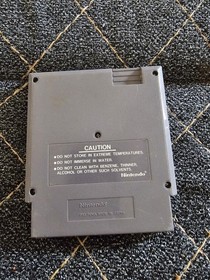 CAUTION
●DO NOT STORE IN EXTREME TEMPERATURES.
●DO NOT IMMERSE IN WATER.
●DO NOT CLEAN WITH BENZENE, THINNER,
ALCOHOL OR OTHER SUCH SOLVENTS.
Nintendo
Nintendo